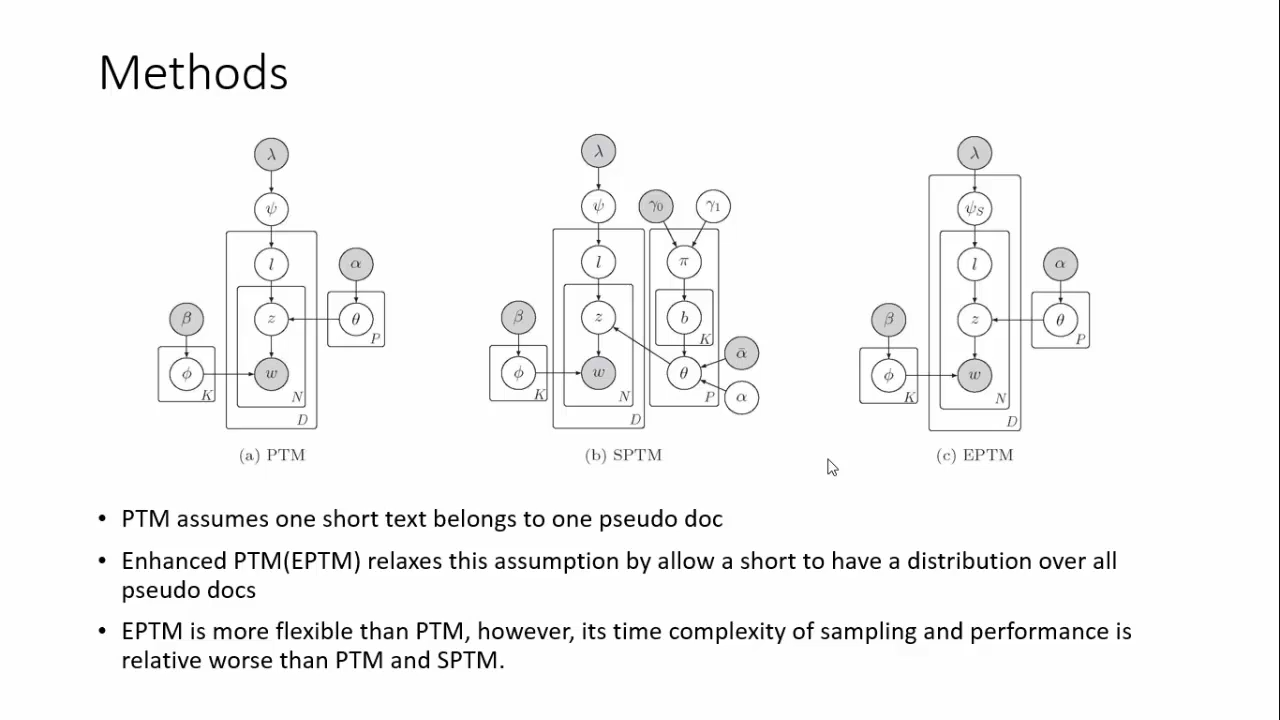 Methods
λ
ψ
l
α
β
z
θ
P
ϕ
K
w
N
D
(a) PTM
λ
ψ
γ0
γ1
l
π
β
z
b
K
ϕ
K
w
N
D
θ
P
ᾱ
α
(b) SPTM
λ
ψS
l
α
β
z
θ
P
ϕ
K
w
N
D
(c) EPTM
• PTM assumes one short text belongs to one pseudo doc
• Enhanced PTM(EPTM) relaxes this assumption by allow a short to have a distribution over all
pseudo docs
• EPTM is more flexible than PTM, however, its time complexity of sampling and performance is
relative worse than PTM and SPTM.